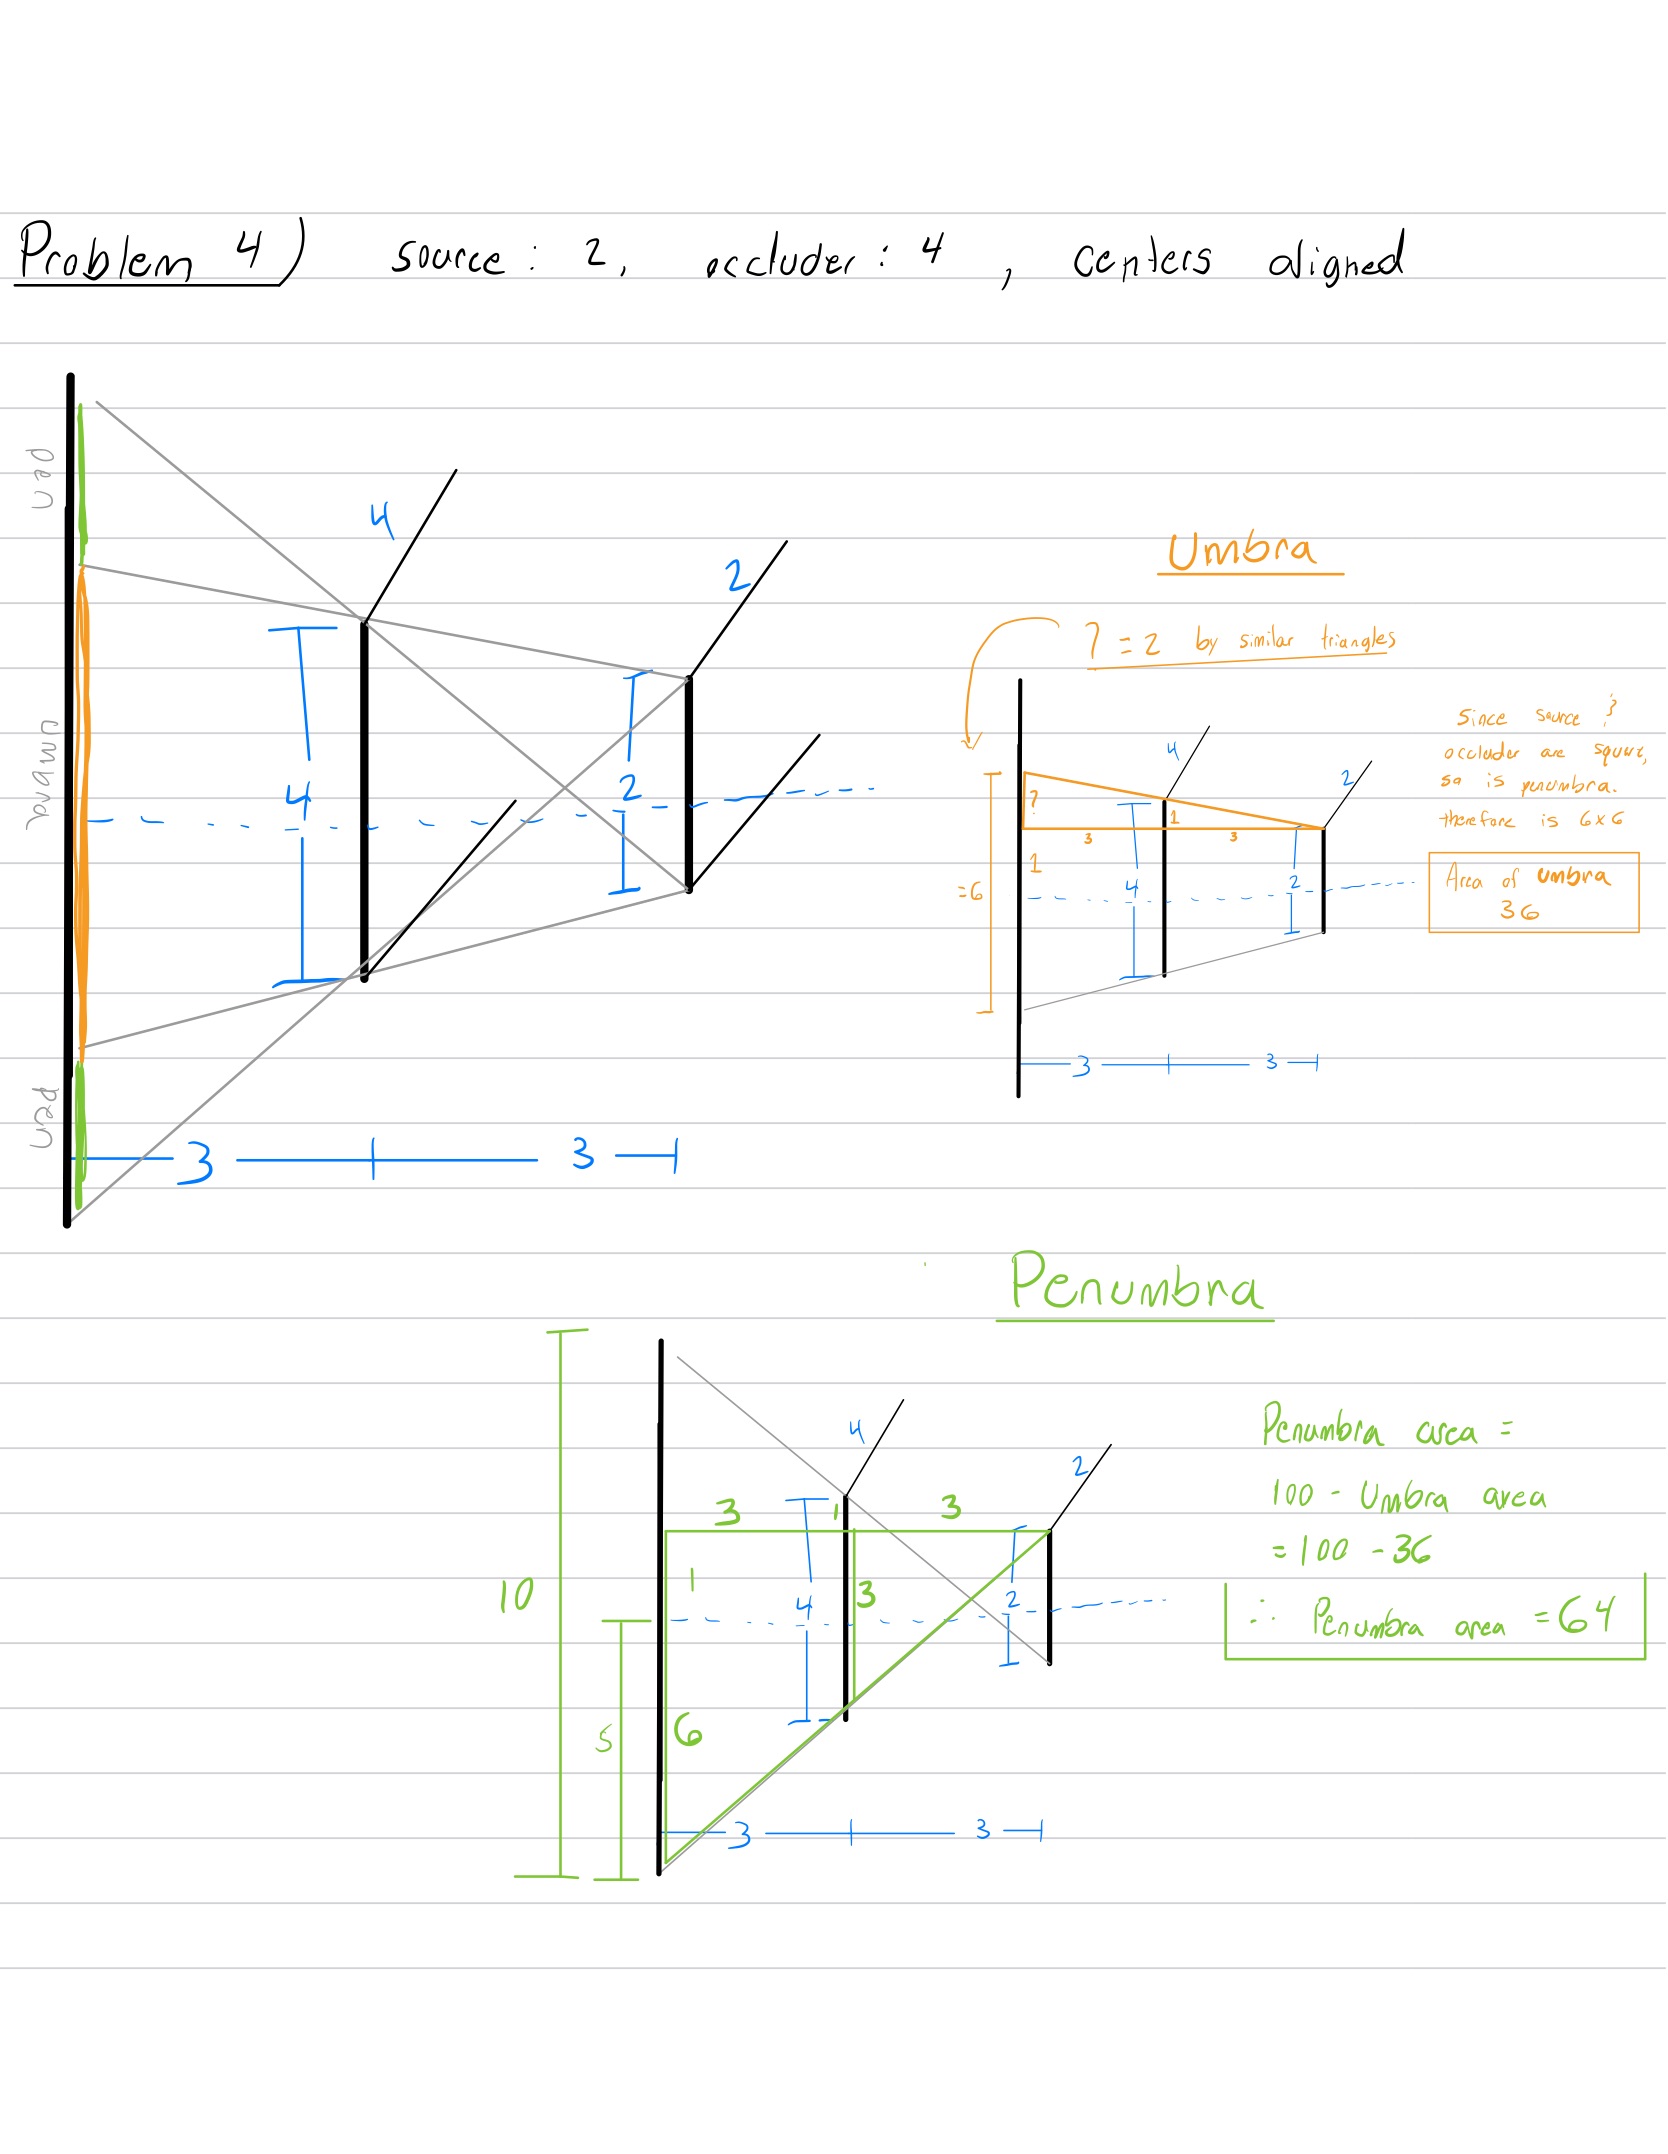 Problem 4) source: 2, occluder: 4, centers aligned
pen
4
2
4
2
umbra
pen
3 3
Umbra
? = 2 by similar triangles
4
2
?
1
3 3
1
4
2
=6
3 3
Since source &
occluder are square,
so is penumbra.
therefore is 6x6
Area of umbra
36
Penumbra
4
2
3 1 3
10
1
4
3
2
5
6
3 3
Penumbra area =
100 - Umbra area
= 100 - 36
∴ Penumbra area = 64